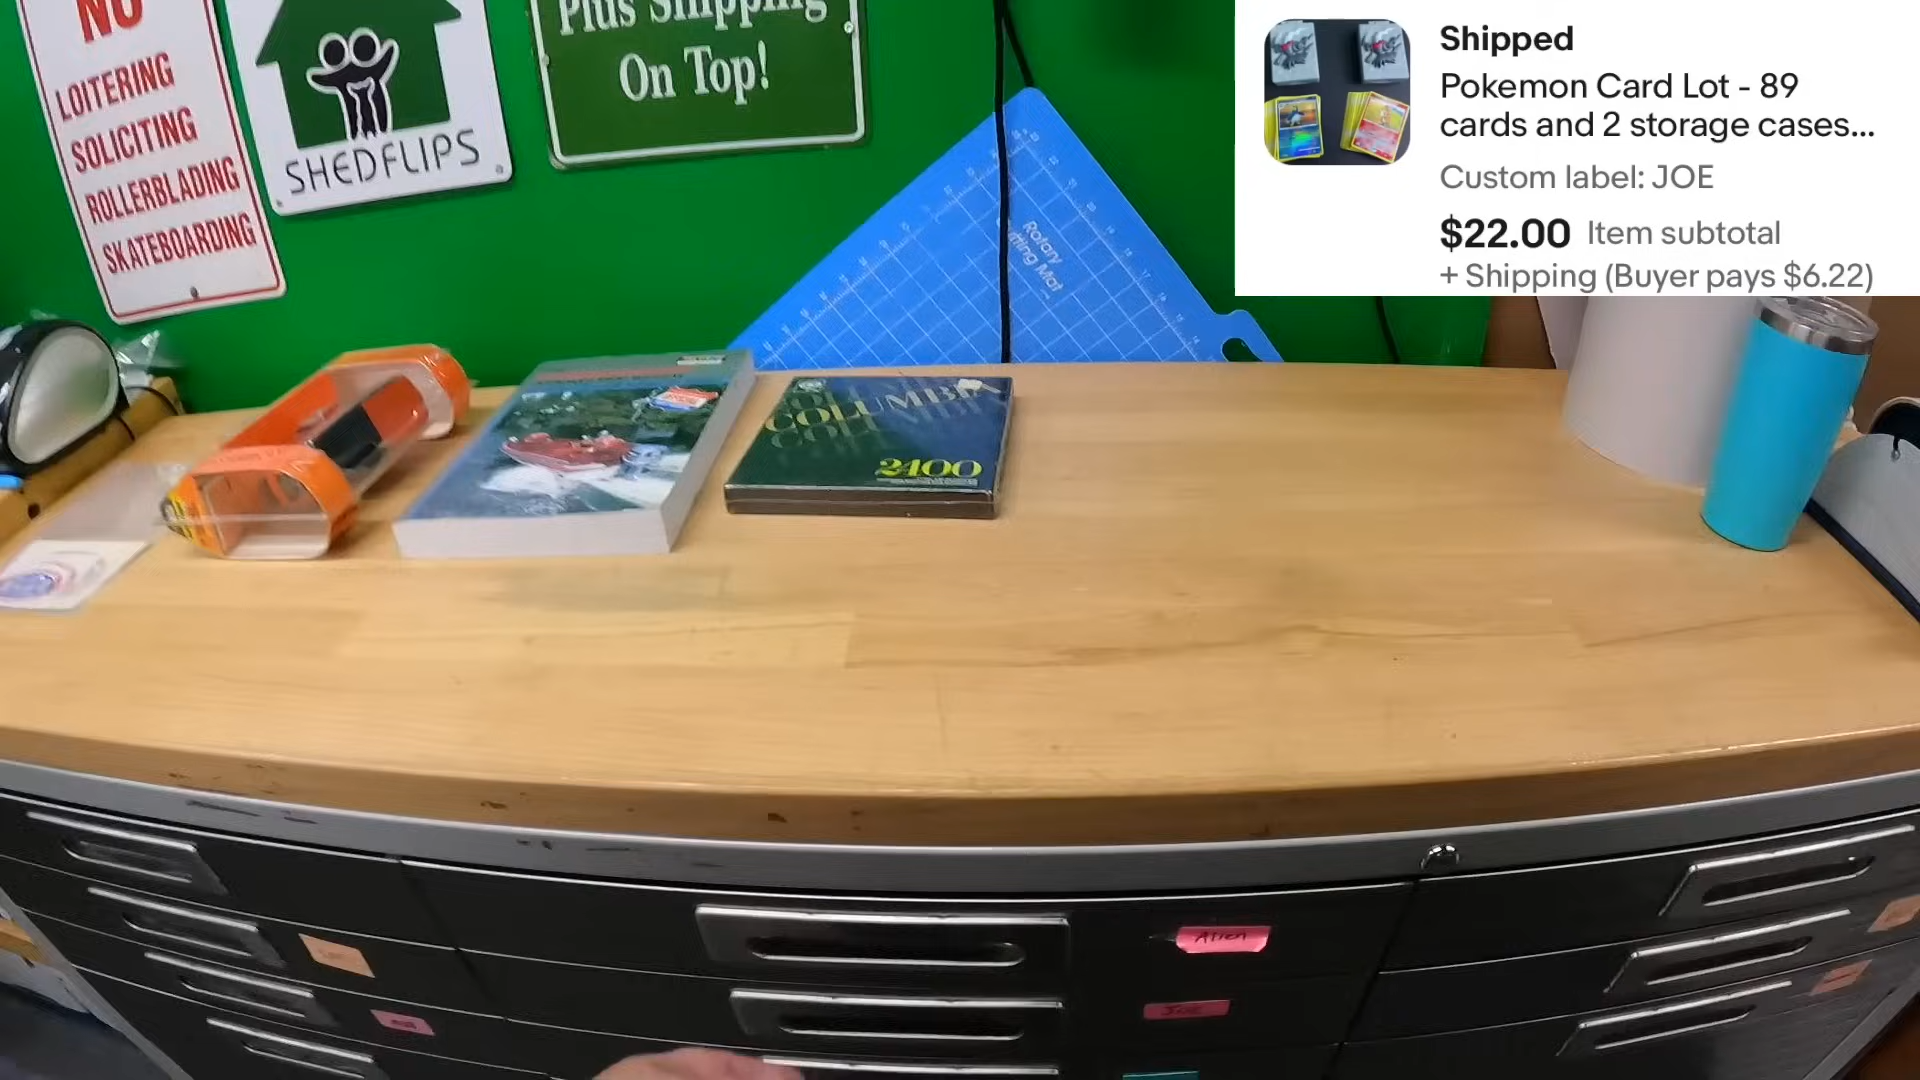 NO
LOITERING
SOLICITING
ROLLERBLADING
SKATEBOARDING
SHEDFLIPS
Plus Shipping
On Top!
Rotary
Cutting Mat
COLUMBIA
2400
Allen
JOE
Shipped
Pokemon Card Lot - 89
cards and 2 storage cases...
Custom label: JOE
$22.00 Item subtotal
+ Shipping (Buyer pays $6.22)